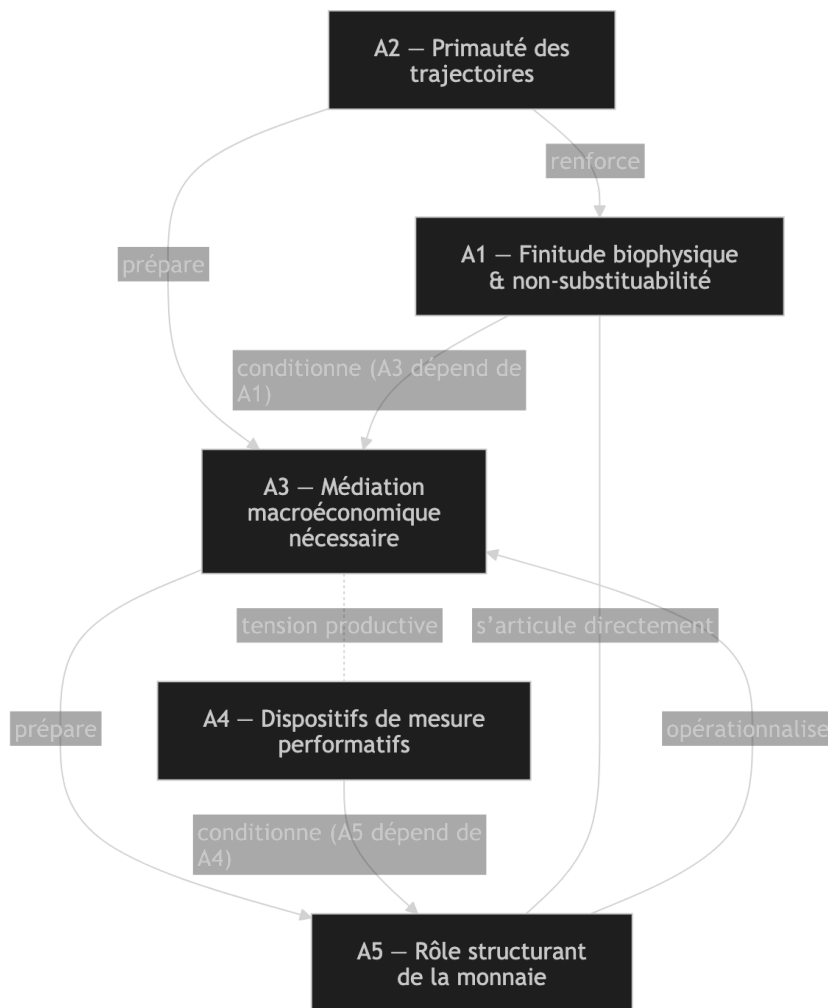 A2 — Primauté des
trajectoires
renforce
A1 — Finitude biophysique
& non-substituabilité
prépare
conditionne (A3 dépend de
A1)
A3 — Médiation
macroéconomique
nécessaire
tension productive
s’articule directement
A4 — Dispositifs de mesure
performatifs
prépare
opérationnalise
conditionne (A5 dépend de
A4)
A5 — Rôle structurant
de la monnaie